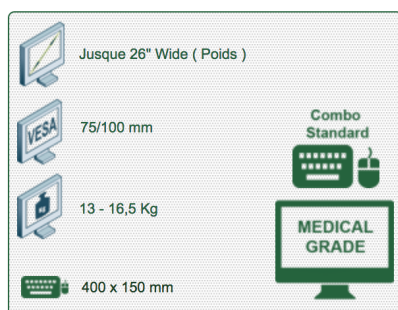 Jusque 26" Wide ( Poids )
VESA
75/100 mm
Combo
Standard
13 - 16,5 Kg
MEDICAL
GRADE
400 x 150 mm